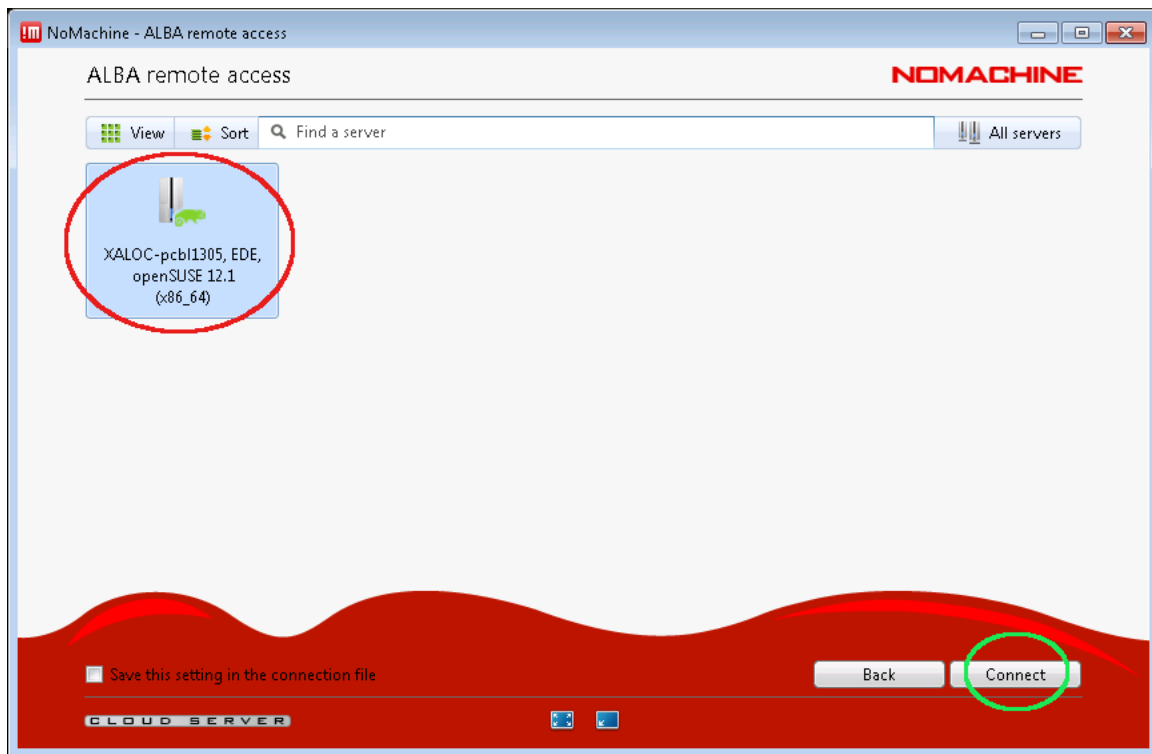 NoMachine - ALBA remote access
ALBA remote access
NOMACHINE
View
Sort
Find a server
All servers
XALOC-pcbl1305, EDE,
openSUSE 12.1
(x86_64)
Save this setting in the connection file
Back
Connect
CLOUD SERVER